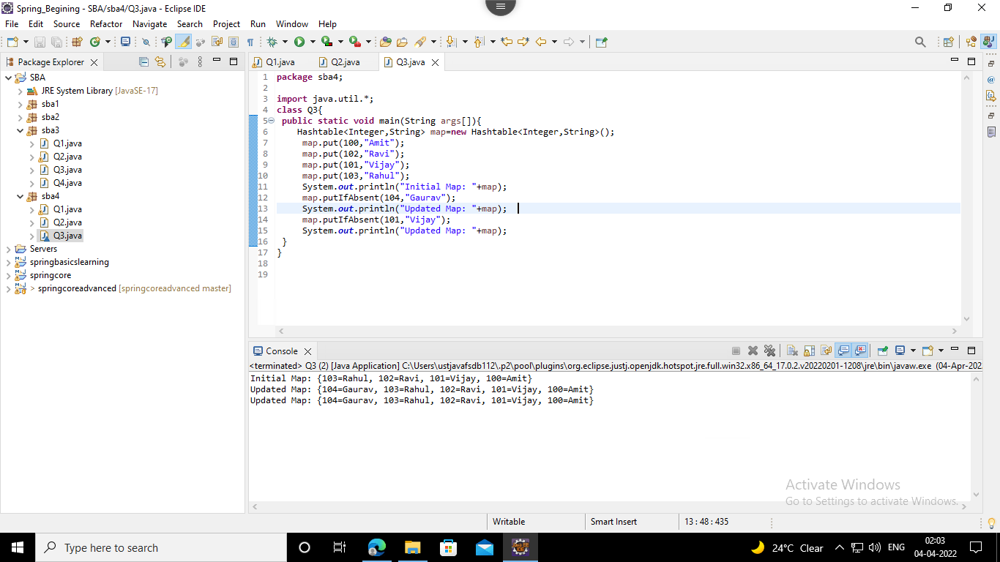 Spring_Begining - SBA/sba4/Q3.java - Eclipse IDE
File Edit Source Refactor Navigate Search Project Run Window Help
Package Explorer
SBA
JRE System Library [JavaSE-17]
sba1
sba2
sba3
Q1.java
Q2.java
Q3.java
Q4.java
sba4
Q1.java
Q2.java
Q3.java
Servers
springbasicslearning
springcore
> springcoreadvanced [springcoreadvanced master]
Q1.java Q2.java Q3.java
1 package sba4;
2
3 import java.util.*;
4 class Q3{
5 public static void main(String args[]){
6 Hashtable<Integer,String> map=new Hashtable<Integer,String>();
7 map.put(100,"Amit");
8 map.put(102,"Ravi");
9 map.put(101,"Vijay");
10 map.put(103,"Rahul");
11 System.out.println("Initial Map: "+map);
12 map.putIfAbsent(104,"Gaurav");
13 System.out.println("Updated Map: "+map);
14 map.putIfAbsent(101,"Vijay");
15 System.out.println("Updated Map: "+map);
16 }
17 }
18
19
Console
<terminated> Q3 (2) [Java Application] C:\Users\ustjavafsdb112\.p2\pool\plugins\org.eclipse.justj.openjdk.hotspot.jre.full.win32.x86_64_17.0.2.v20220201-1208\jre\bin\javaw.exe (04-Apr-202
Initial Map: {103=Rahul, 102=Ravi, 101=Vijay, 100=Amit}
Updated Map: {104=Gaurav, 103=Rahul, 102=Ravi, 101=Vijay, 100=Amit}
Updated Map: {104=Gaurav, 103=Rahul, 102=Ravi, 101=Vijay, 100=Amit}
Activate Windows
Go to Settings to activate Windows.
Writable Smart Insert 13 : 48 : 435
Type here to search
24°C Clear ENG
02:03
04-04-2022